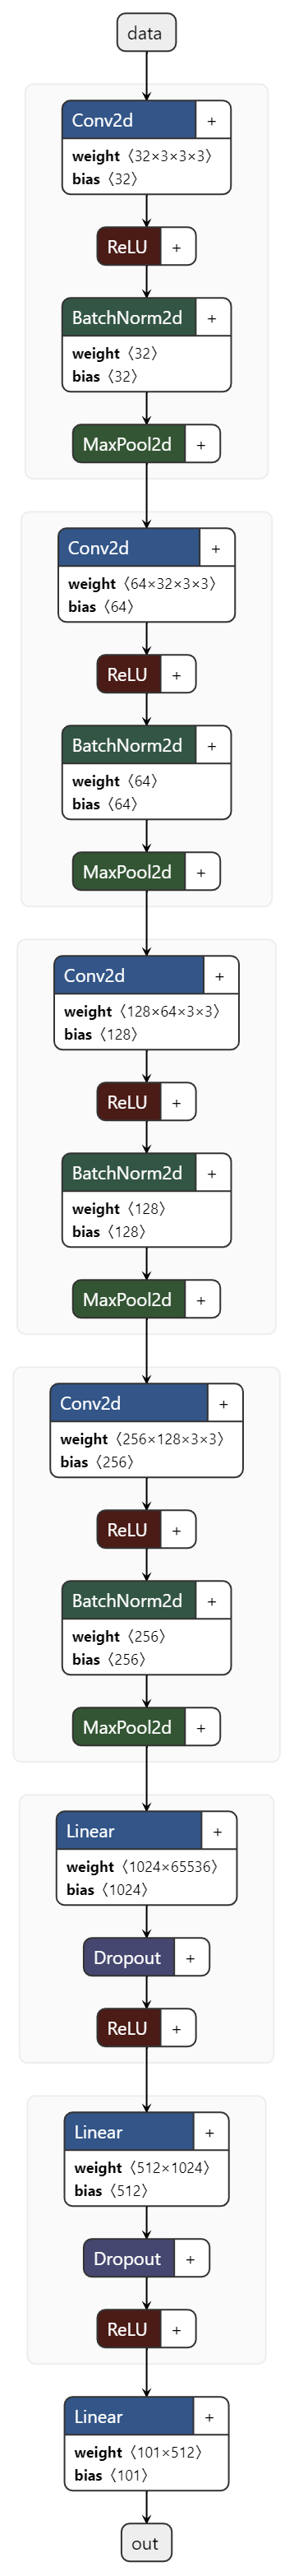 data
Conv2d +
weight 〈32×3×3×3〉
bias 〈32〉
ReLU +
BatchNorm2d +
weight 〈32〉
bias 〈32〉
MaxPool2d +
Conv2d +
weight 〈64×32×3×3〉
bias 〈64〉
ReLU +
BatchNorm2d +
weight 〈64〉
bias 〈64〉
MaxPool2d +
Conv2d +
weight 〈128×64×3×3〉
bias 〈128〉
ReLU +
BatchNorm2d +
weight 〈128〉
bias 〈128〉
MaxPool2d +
Conv2d +
weight 〈256×128×3×3〉
bias 〈256〉
ReLU +
BatchNorm2d +
weight 〈256〉
bias 〈256〉
MaxPool2d +
Linear +
weight 〈1024×65536〉
bias 〈1024〉
Dropout +
ReLU +
Linear +
weight 〈512×1024〉
bias 〈512〉
Dropout +
ReLU +
Linear +
weight 〈101×512〉
bias 〈101〉
out